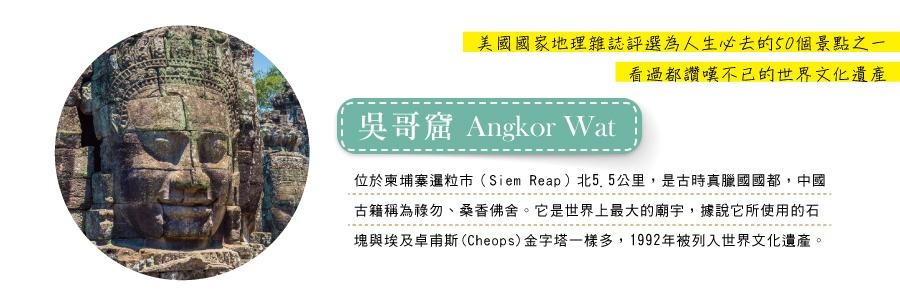 美國國家地理雜誌評選為人生必去的50個景點之一
看過都讚嘆不已的世界文化遺產
吳哥窟 Angkor Wat
位於柬埔寨暹粒市（Siem Reap）北5.5公里，是古時真臘國國都，中國
古籍稱為祿勿、桑香佛舍。它是世界上最大的廟宇，據說它所使用的石
塊與埃及卓甫斯(Cheops)金字塔一樣多，1992年被列入世界文化遺產。